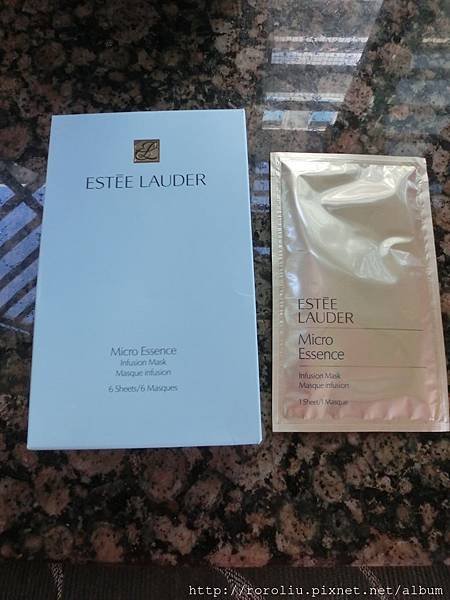 ESTĒE LAUDER
Micro Essence
Infusion Mask
Masque infusion
6 Sheets/6 Masques
ESTĒE
LAUDER
Micro
Essence
Infusion Mask
Masque infusion
1 Sheet/1 Masque
http://roroliu.pixnet.net/album